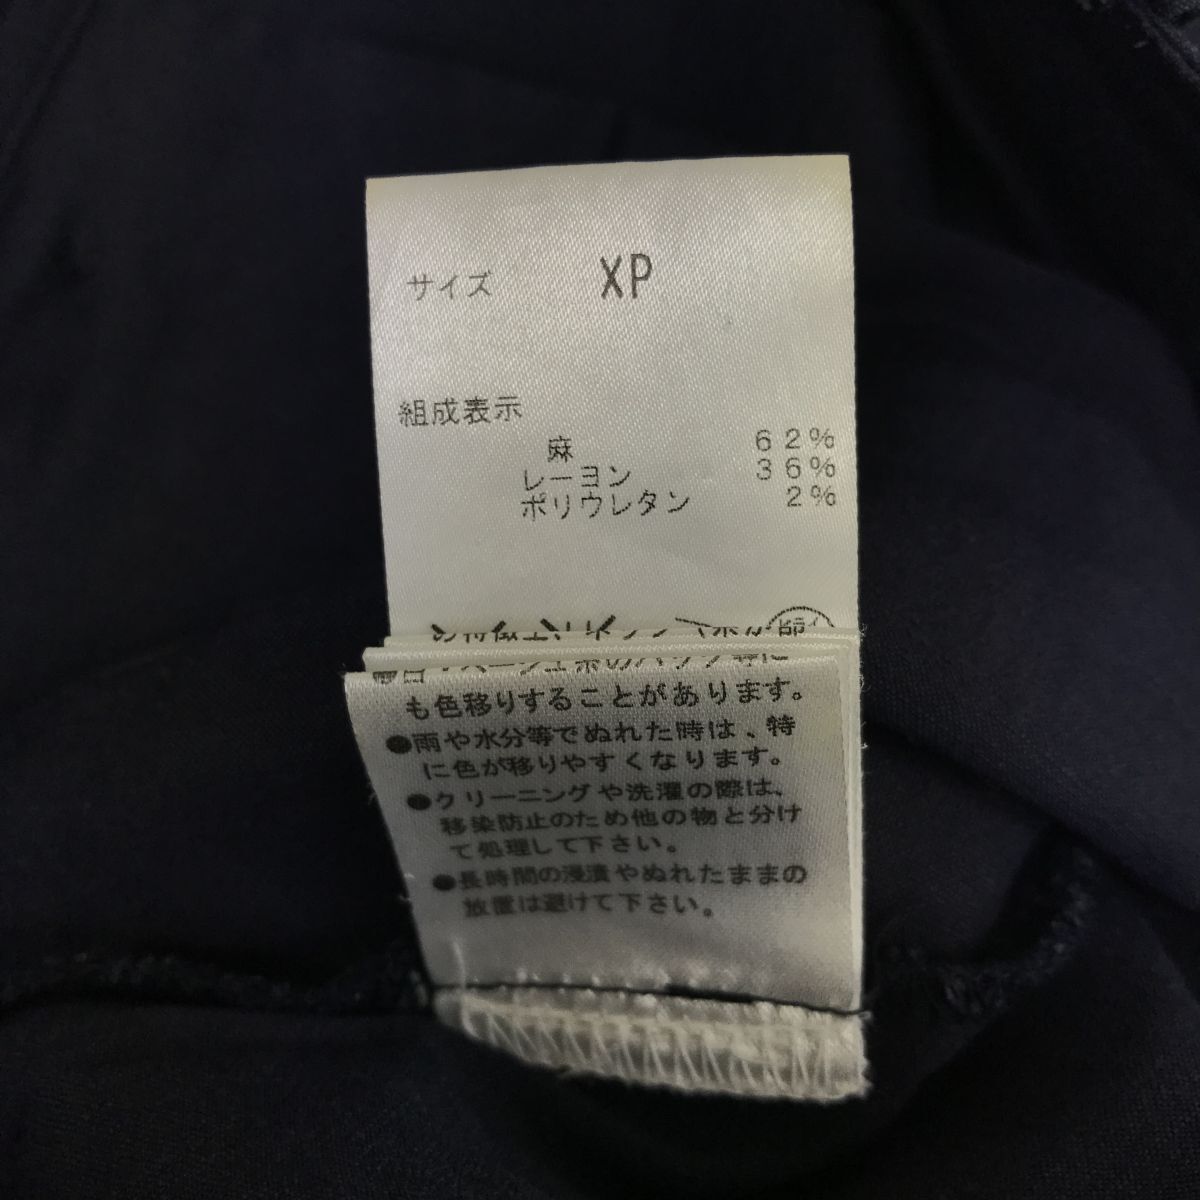 サイズ XP
組成表示
麻 62%
レーヨン 36%
ポリウレタン 2%
も色移りすることがあります。
●雨や水分等でぬれた時は、特
に色が移りやすくなります。
●クリーニングや洗濯の際は、
移染防止のため他の物と分け
て処理して下さい。
●長時間の浸漬やぬれたままの
放置は避けて下さい。